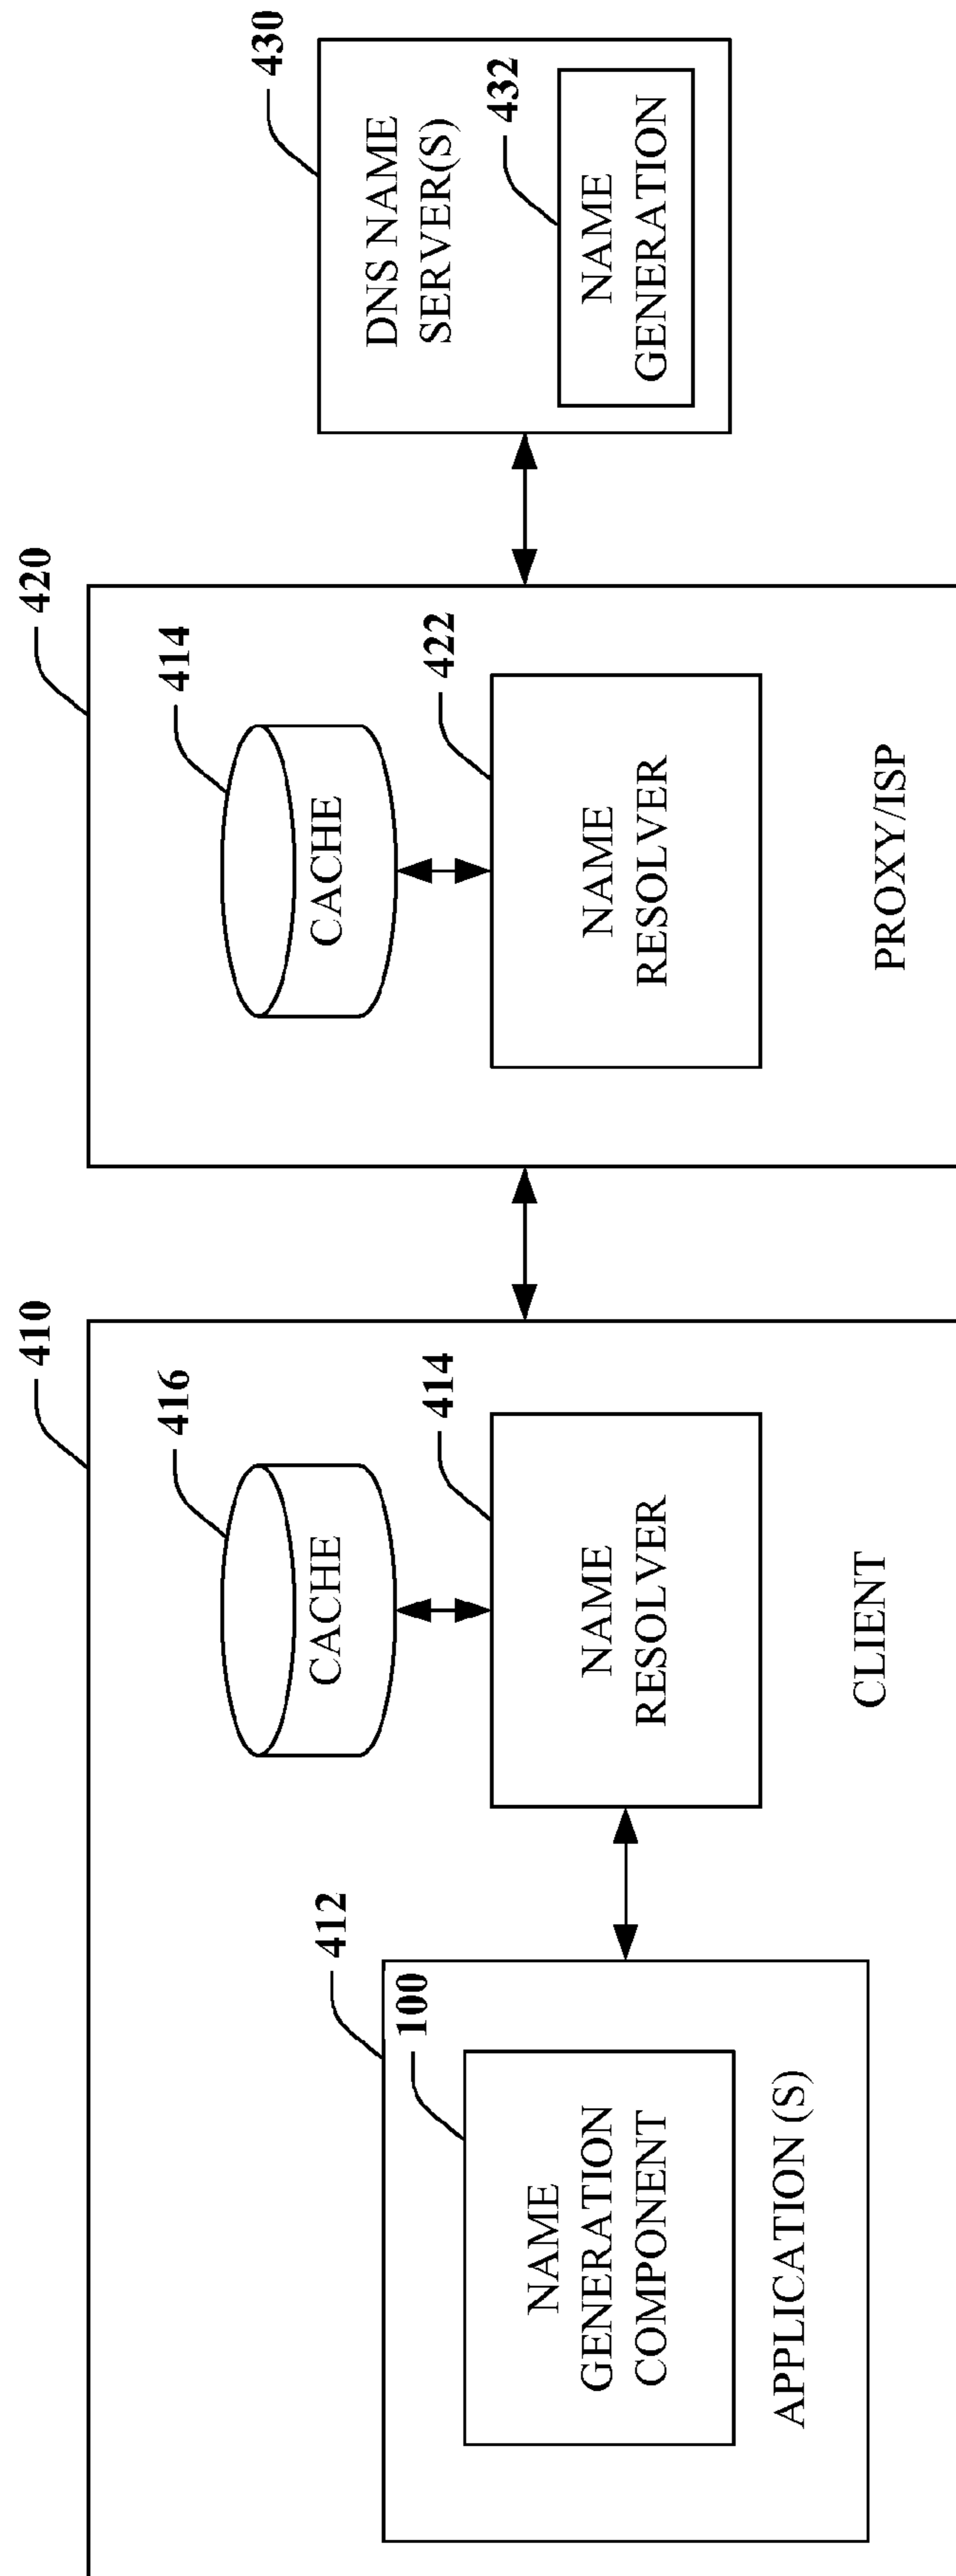 410
416
CACHE
414
NAME
RESOLVER
412
100
NAME
GENERATION
COMPONENT
APPLICATION (S)
CLIENT
420
414
CACHE
422
NAME
RESOLVER
PROXY/ISP
430
DNS NAME
SERVER(S)
432
NAME
GENERATION